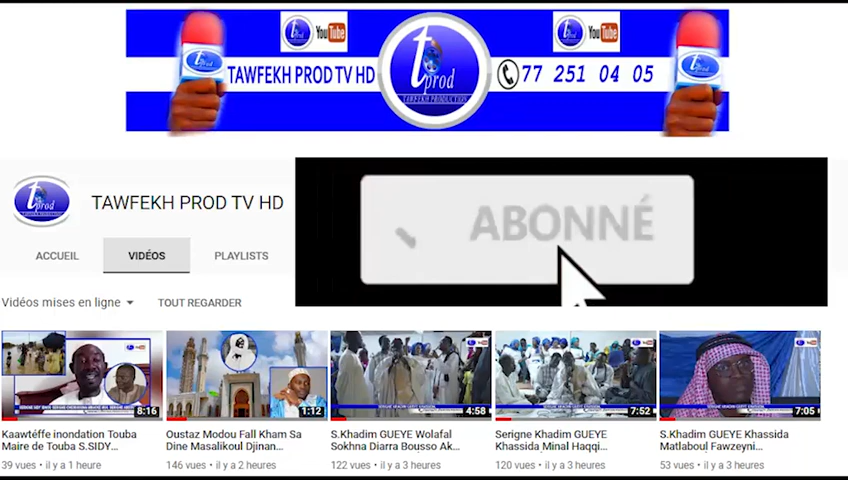 YouTube
YouTube
TAWFEKH PROD TV HD
t prod
TAWFEKH PRODUCTION
77 251 04 05
TAWFEKH PROD TV HD
ABONNÉ
ACCUEIL
VIDÉOS
PLAYLISTS
Vidéos mises en ligne
TOUT REGARDER
8:16
1:12
4:58
7:52
7:05
Kaawtéffe inondation Touba
Maire de Touba S.SIDY...
39 vues • il y a 1 heure
Oustaz Modou Fall Kham Sa
Dine Masalikoul Djinan...
146 vues • il y a 2 heures
S.Khadim GUEYE Wolafal
Sokhna Diarra Bousso Ak...
122 vues • il y a 3 heures
Serigne Khadim GUEYE
Khassida Minal Haqqi...
120 vues • il y a 3 heures
S.Khadim GUEYE Khassida
Matlaboul Fawzeyni...
53 vues • il y a 3 heures